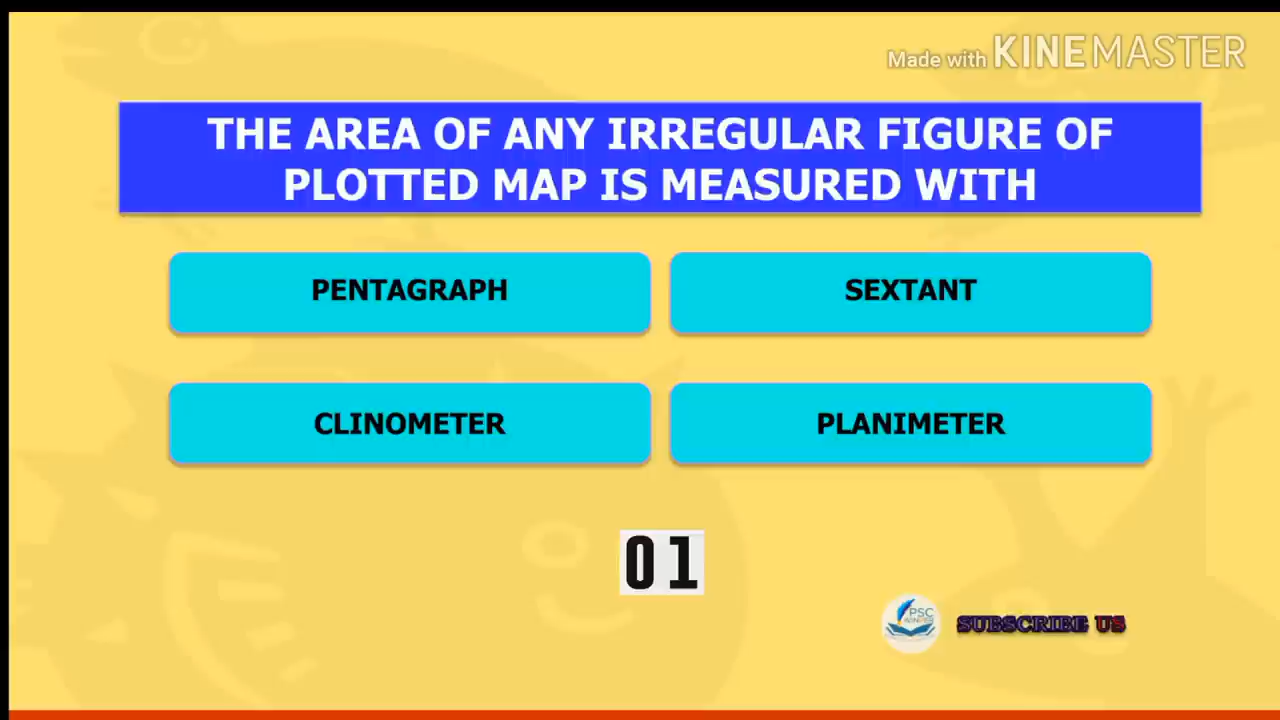 Made with KINEMASTER
THE AREA OF ANY IRREGULAR FIGURE OF
PLOTTED MAP IS MEASURED WITH
PENTAGRAPH
SEXTANT
CLINOMETER
PLANIMETER
01
PSC
SUBSCRIBE US